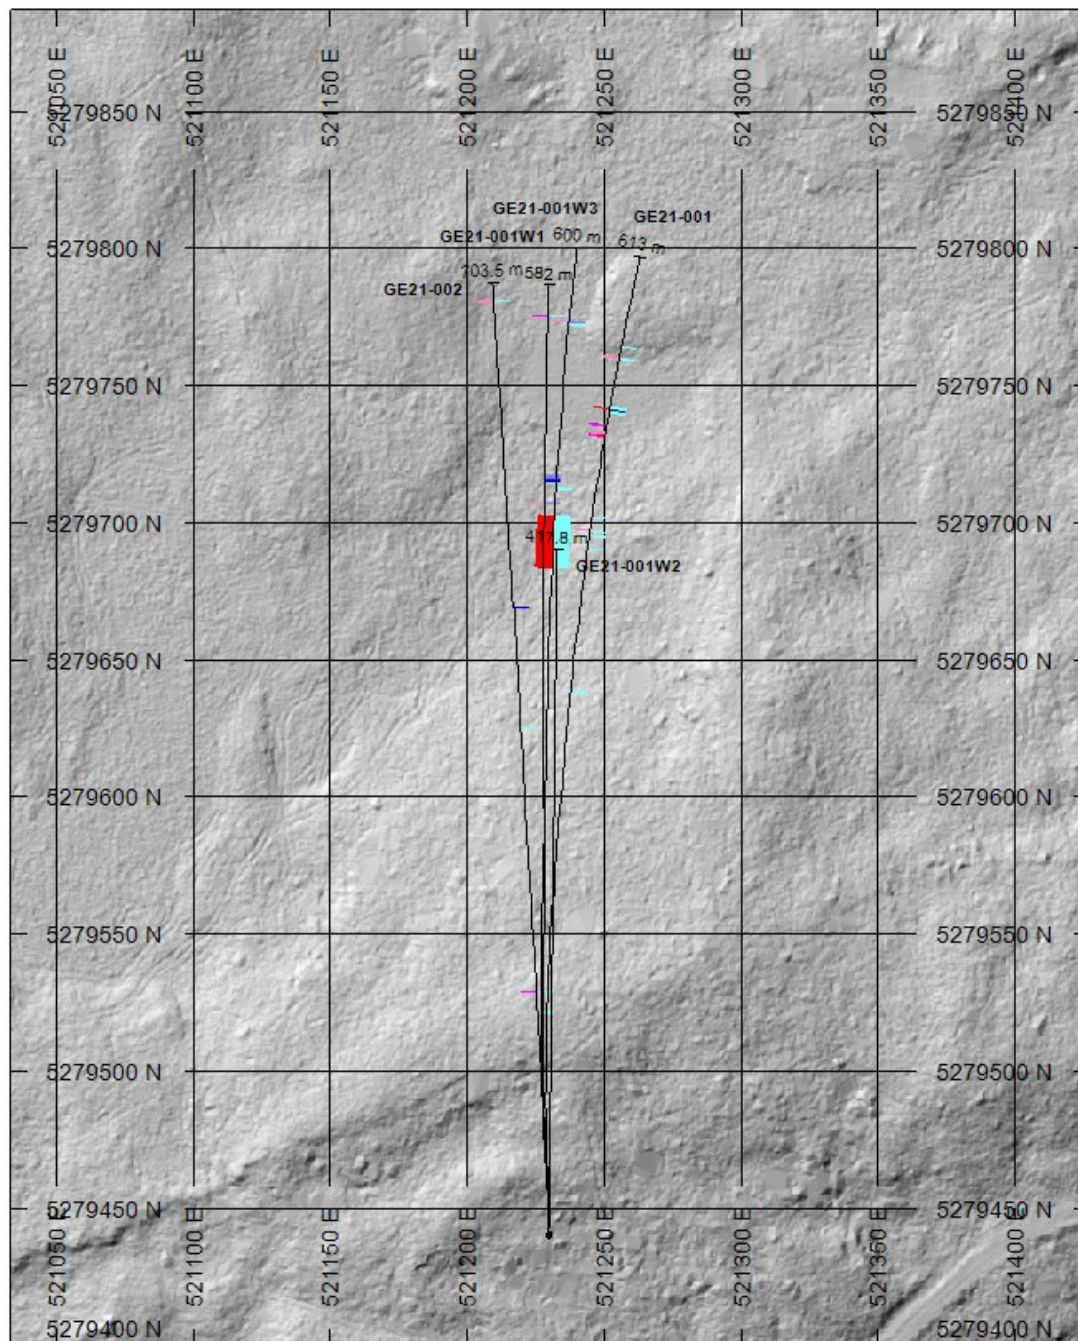 521050 E
521100 E
521150 E
521200 E
521250 E
521300 E
521350 E
521400 E
5279850 N
5279850 N
GE21-001W3
GE21-001
GE21-001W1
600 m
613 m
5279800 N
5279800 N
703.5 m
582 m
GE21-002
5279750 N
5279750 N
5279700 N
5279700 N
m
GE21-001W2
5279650 N
5279650 N
5279600 N
5279600 N
5279550 N
5279550 N
5279500 N
5279500 N
5279450 N
5279450 N
521050 E
521100 E
521150 E
521200 E
521250 E
521300 E
521350 E
521400 E
5279400 N
5279400 N